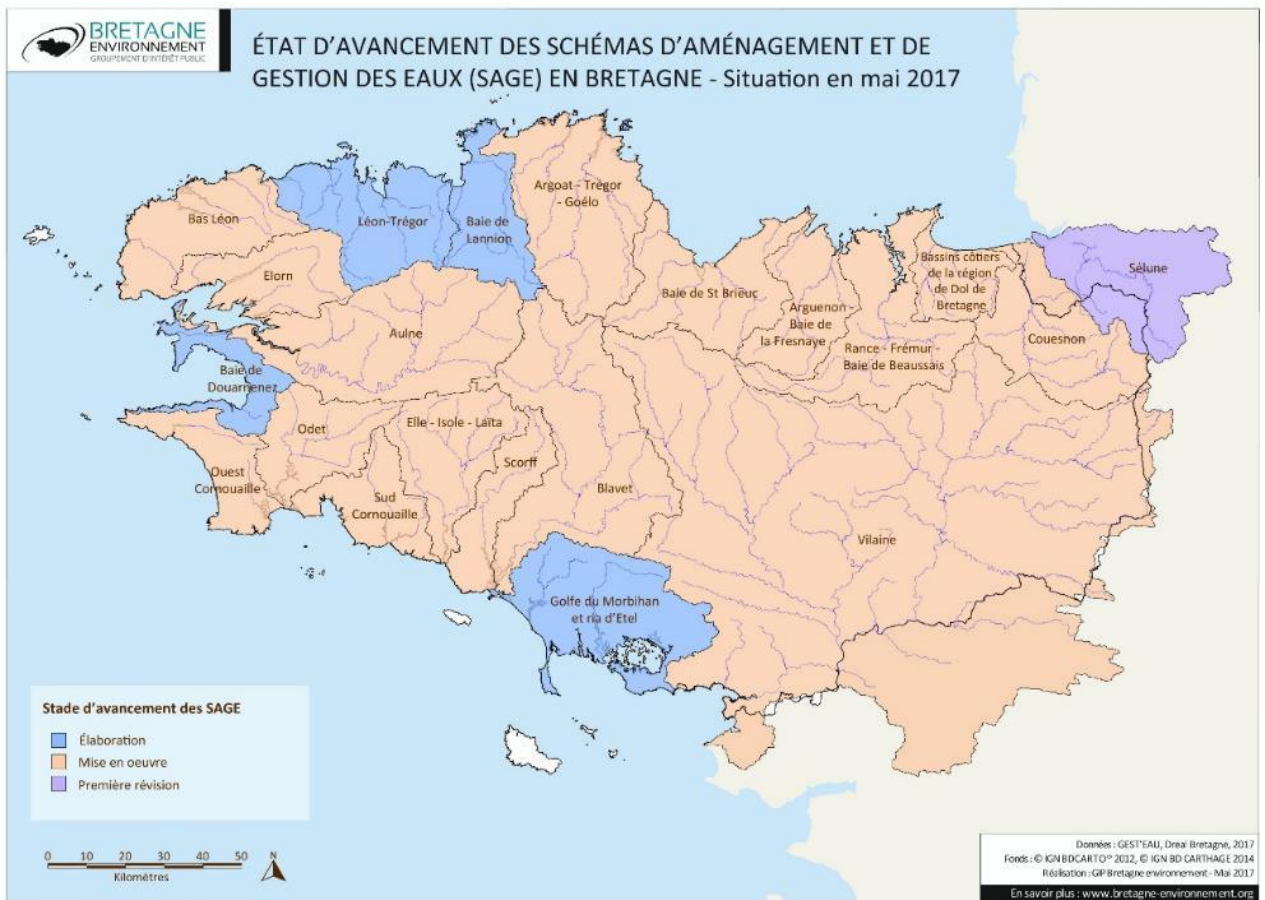 BRETAGNE
ENVIRONNEMENT
GROUPEMENT D'INTÉRÊT PUBLIC
ÉTAT D'AVANCEMENT DES SCHÉMAS D'AMÉNAGEMENT ET DE
GESTION DES EAUX (SAGE) EN BRETAGNE - Situation en mai 2017
Bas Léon
Léon-Trégor
Baie de
Lannion
Argoat - Trégor
- Goélo
Elorn
Aulne
Baie de St Brieuc
Arguenon -
Baie de
la Fresnaye
Rance - Frémur -
Baie de Beaussais
Bassins côtiers
de la région
de Dol de
Bretagne
Couesnon
Sélune
Baie de
Douarnenez
Odet
Elle - Isole - Laïta
Scorff
Ouest
Cornouaille
Sud
Cornouaille
Blavet
Vilaine
Golfe du Morbihan
et ria d'Etel
Stade d'avancement des SAGE
Élaboration
Mise en oeuvre
Première révision
0 10 20 30 40 50
Kilomètres
N
Données : GEST'EAU, Dreal Bretagne, 2017
Fonds : © IGN BDCARTO® 2012, © IGN BD CARTHAGE 2014
Réalisation : GIP Bretagne environnement - Mai 2017
En savoir plus : www.bretagne-environnement.org